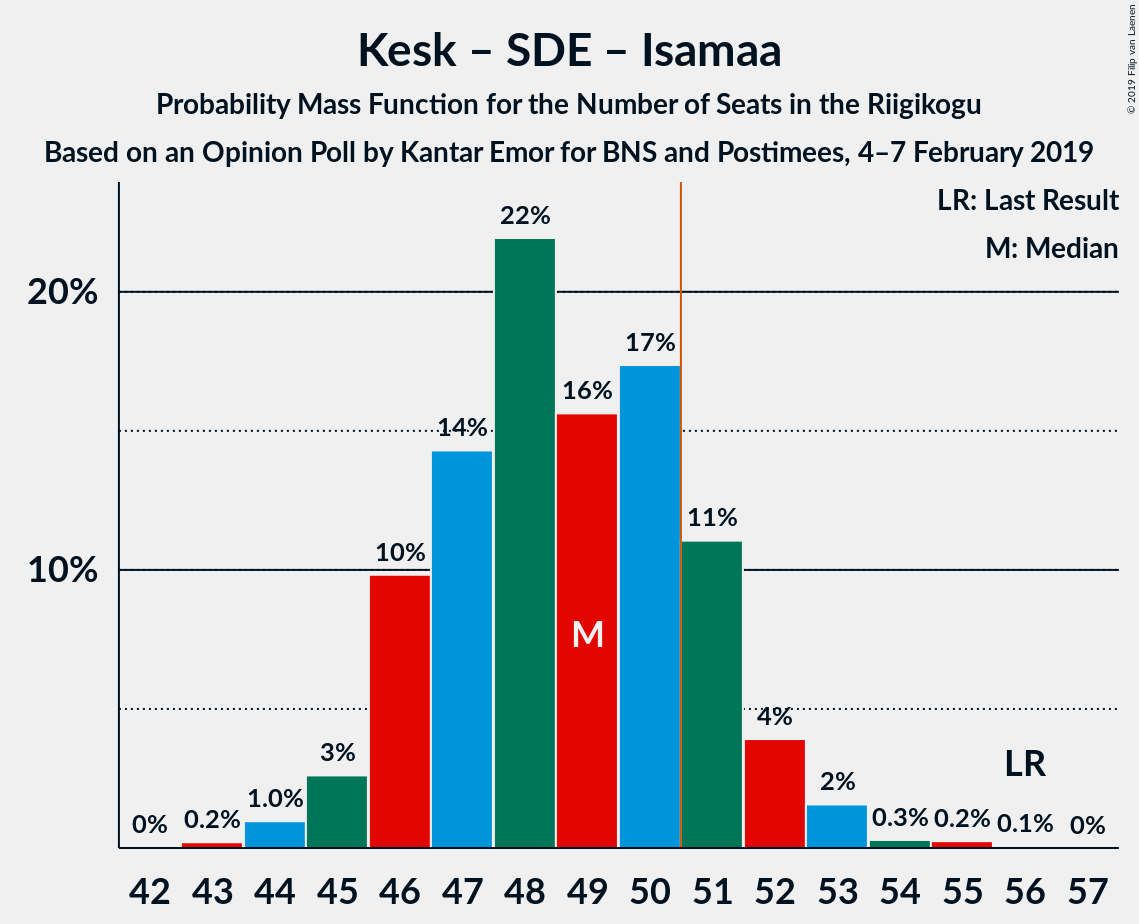 Kesk – SDE – Isamaa
Probability Mass Function for the Number of Seats in the Riigikogu
Based on an Opinion Poll by Kantar Emor for BNS and Postimees, 4–7 February 2019
© 2019 Filip van Laenen
LR: Last Result
M: Median
20%
10%
0%
0.2%
1.0%
3%
10%
14%
22%
16%
17%
11%
4%
2%
0.3%
0.2%
0.1%
0%
M
LR
42 43 44 45 46 47 48 49 50 51 52 53 54 55 56 57